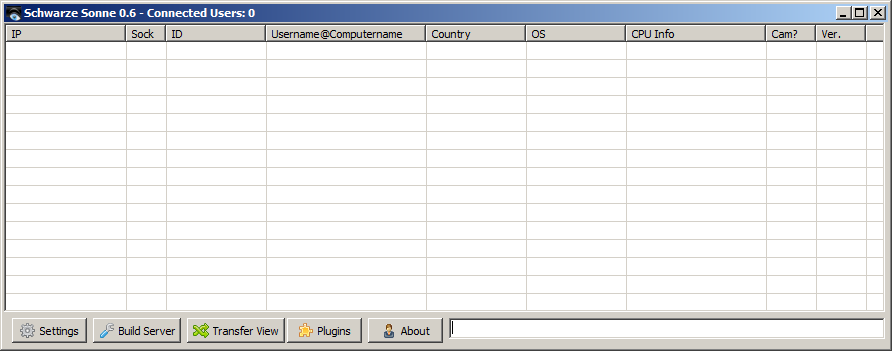 Schwarze Sonne 0.6 - Connected Users: 0
IP Sock ID Username@Computername Country OS CPU Info Cam? Ver.
Settings Build Server Transfer View Plugins About